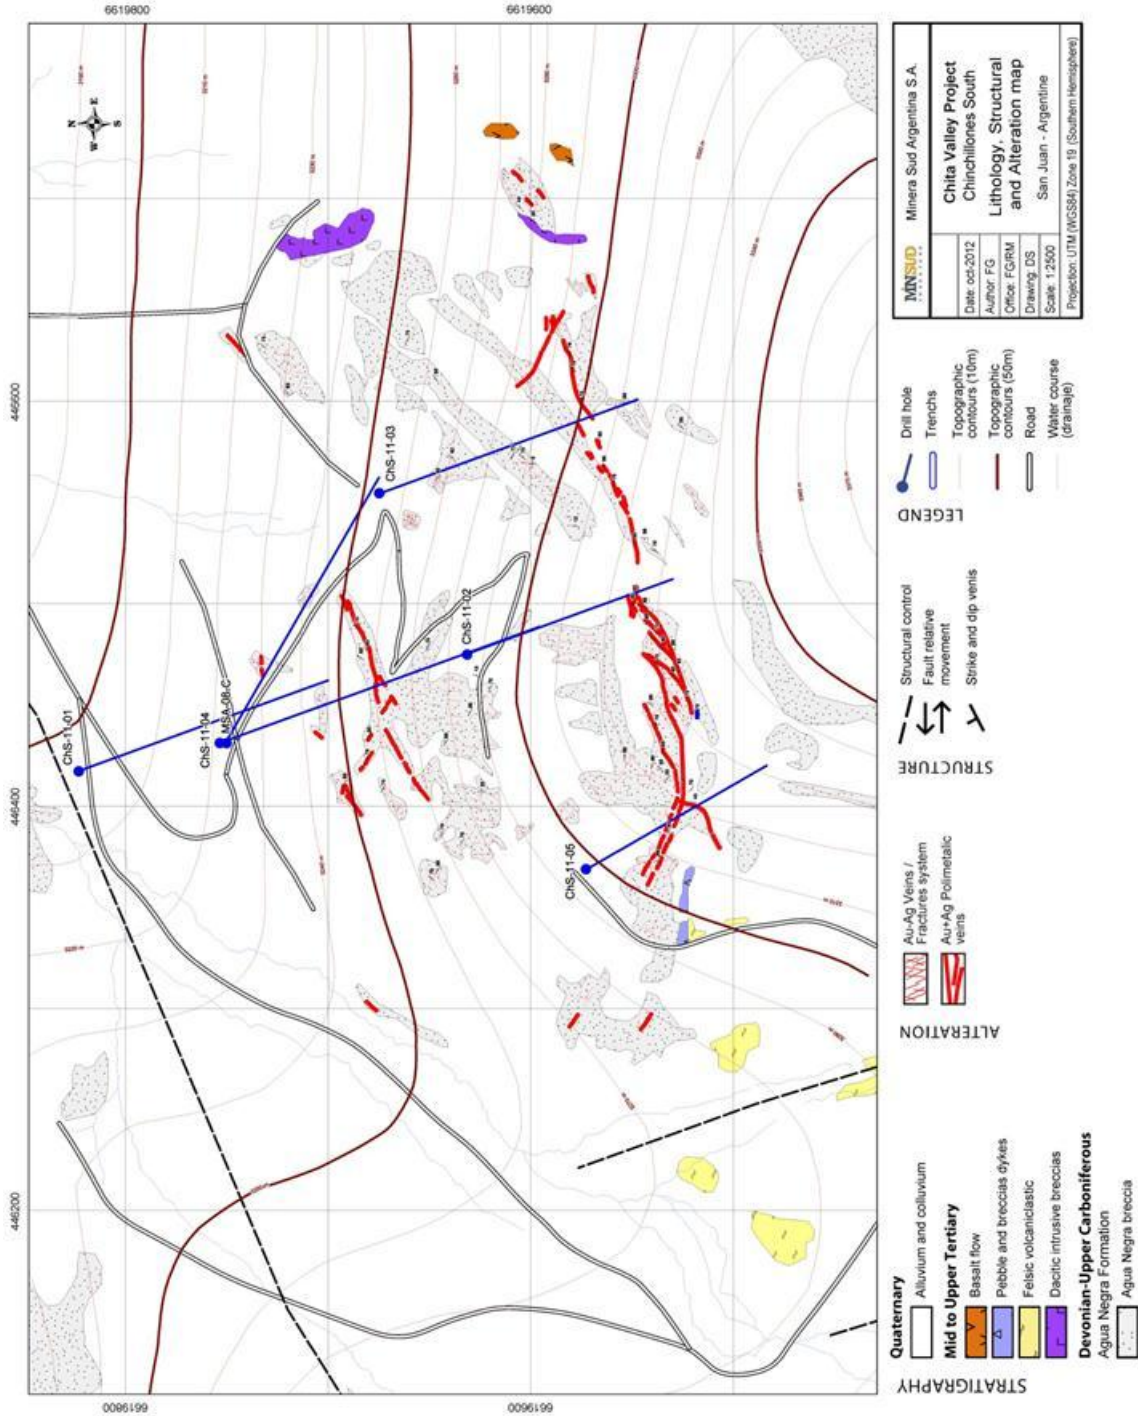 6619800
6619600
446600
446400
446200
6619800
6619600
N
E
S
W
ChS-11-01
ChS-11-04
MSA-08-C
ChS-11-03
ChS-11-02
ChS-11-05
MNSUD
Minera Sud Argentina S.A.
Chita Valley Project
Chinchillones South
Lithology, Structural
and Alteration map
San Juan - Argentine
Date: oct-2012
Author: FG
Office: FG/RM
Drawing: DS
Scale: 1:2500
Projection: UTM (WGS84) Zone 19 (Southern Hemisphere)
LEGEND
Drill hole
Trenchs
Topographic
contours (10m)
Topographic
contours (50m)
Road
Water course
(drainaje)
STRUCTURE
Structural control
Fault relative
movement
Strike and dip venis
ALTERATION
Au-Ag Veins /
Fractures system
Au+Ag Polimetalic
veins
STRATIGRAPHY
Quaternary
Alluvium and colluvium
Mid to Upper Tertiary
Basalt flow
Pebble and breccias dykes
Felsic volcaniclastic
Dacitic intrusive breccias
Devonian-Upper Carboniferous
Agua Negra Formation
Agua Negra breccia